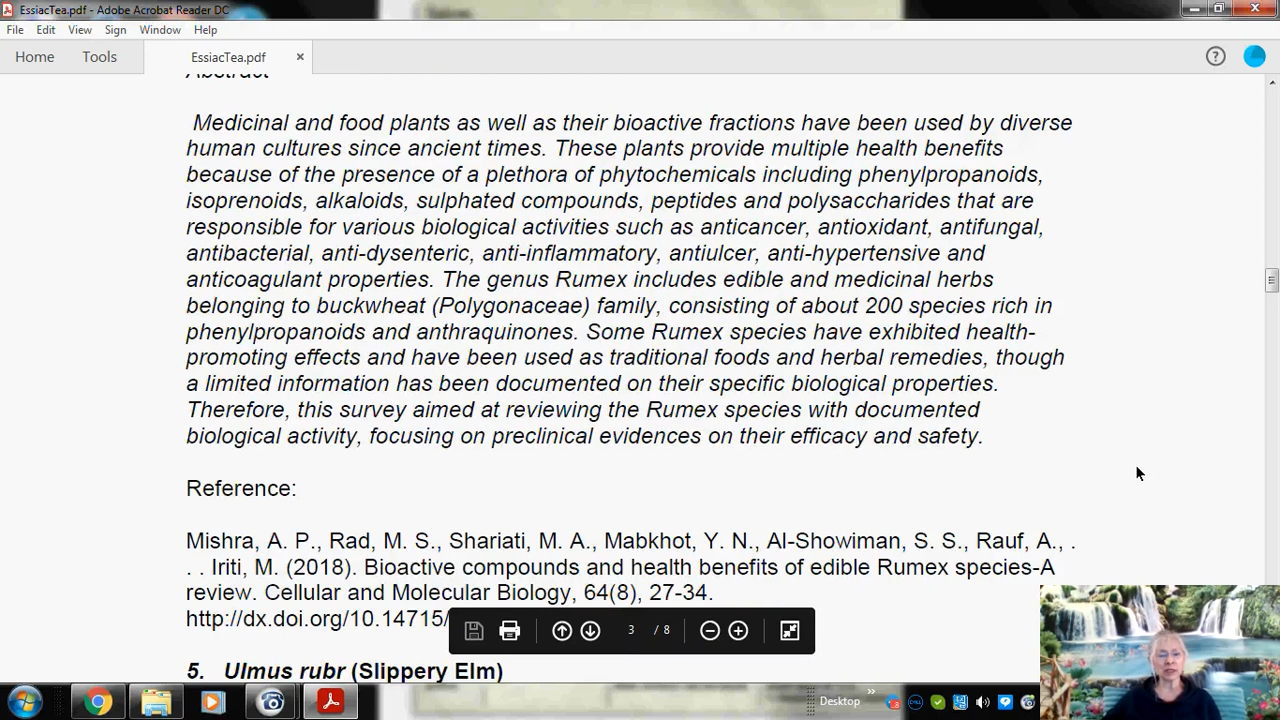 EssiacTea.pdf - Adobe Acrobat Reader DC
File Edit View Sign Window Help
Home Tools EssiacTea.pdf
Abstract
Medicinal and food plants as well as their bioactive fractions have been used by diverse
human cultures since ancient times. These plants provide multiple health benefits
because of the presence of a plethora of phytochemicals including phenylpropanoids,
isoprenoids, alkaloids, sulphated compounds, peptides and polysaccharides that are
responsible for various biological activities such as anticancer, antioxidant, antifungal,
antibacterial, anti-dysenteric, anti-inflammatory, antiulcer, anti-hypertensive and
anticoagulant properties. The genus Rumex includes edible and medicinal herbs
belonging to buckwheat (Polygonaceae) family, consisting of about 200 species rich in
phenylpropanoids and anthraquinones. Some Rumex species have exhibited health-
promoting effects and have been used as traditional foods and herbal remedies, though
a limited information has been documented on their specific biological properties.
Therefore, this survey aimed at reviewing the Rumex species with documented
biological activity, focusing on preclinical evidences on their efficacy and safety.
Reference:
Mishra, A. P., Rad, M. S., Shariati, M. A., Mabkhot, Y. N., Al-Showiman, S. S., Rauf, A., .
. . Iriti, M. (2018). Bioactive compounds and health benefits of edible Rumex species-A
review. Cellular and Molecular Biology, 64(8), 27-34.
http://dx.doi.org/10.14715/
3 / 8
5. Ulmus rubr (Slippery Elm)
Desktop